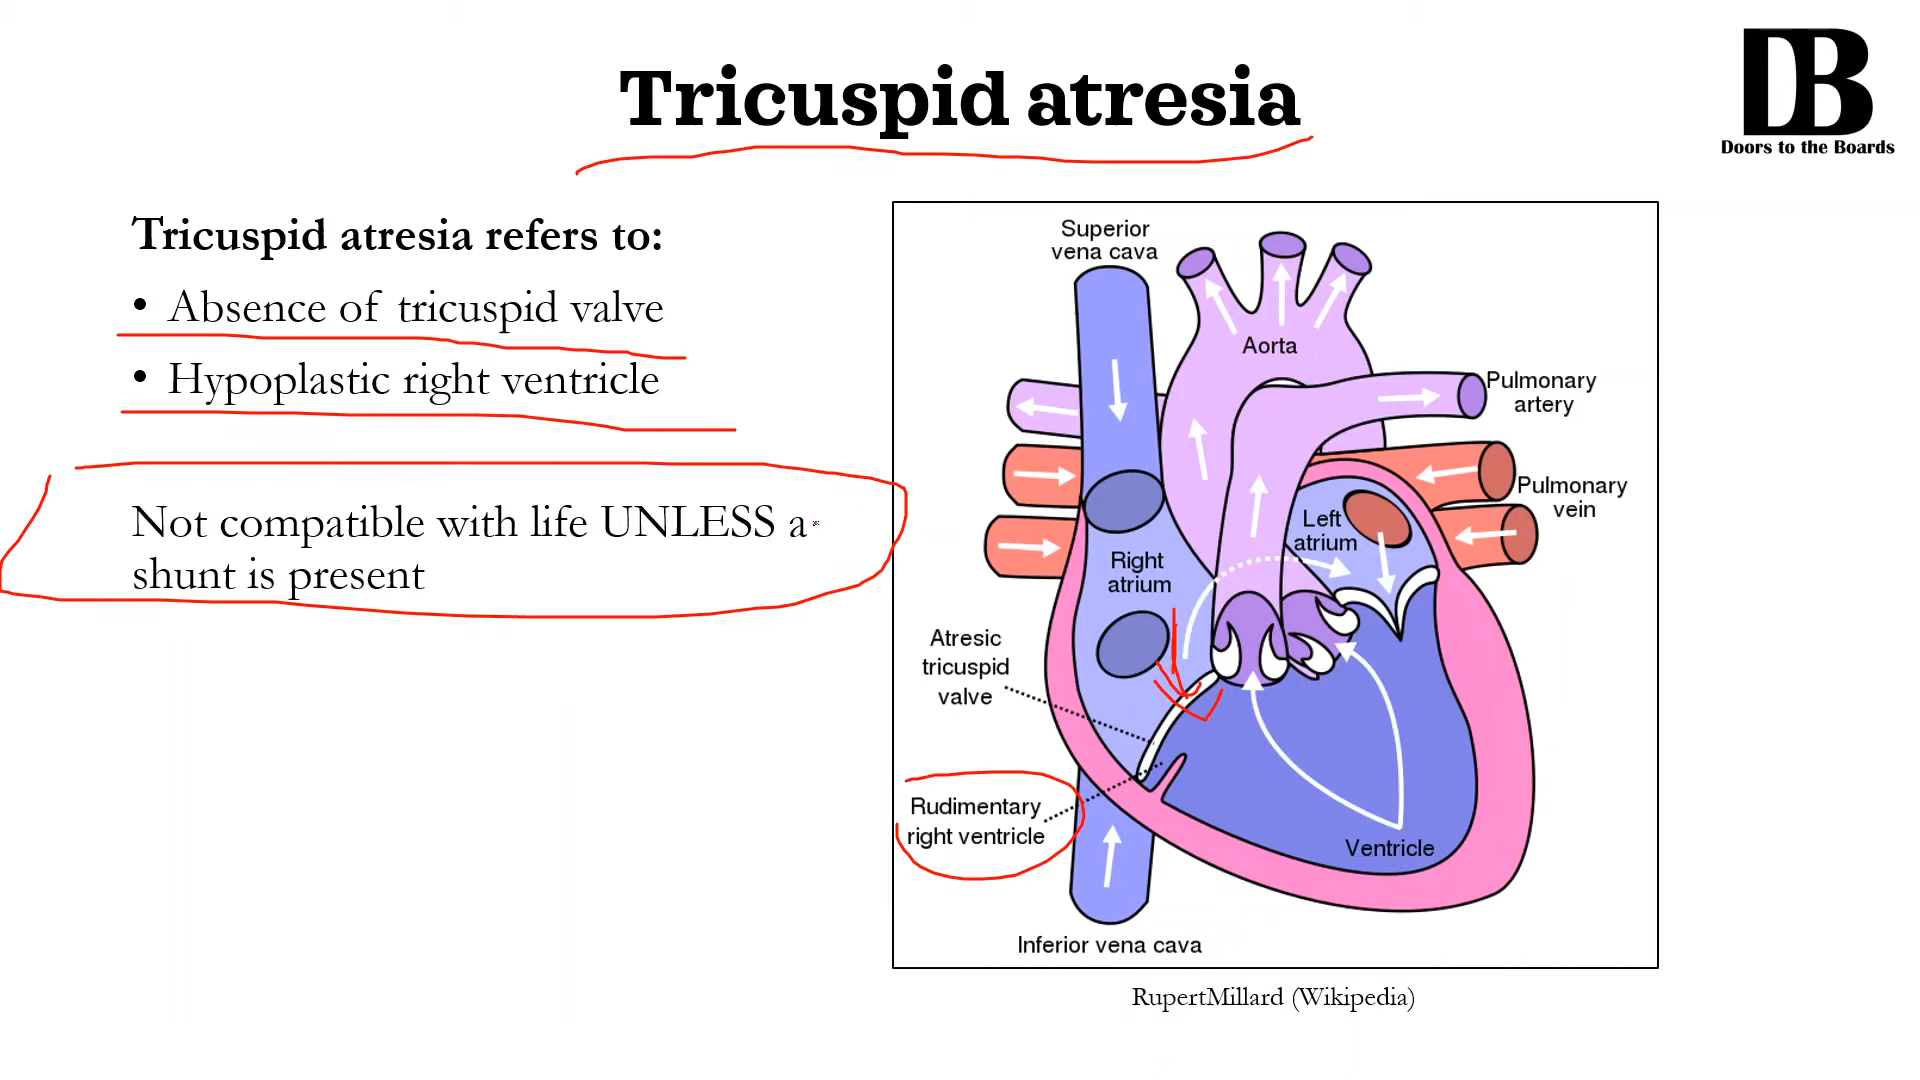 Tricuspid atresia
DB
Doors to the Boards
Tricuspid atresia refers to:
• Absence of tricuspid valve
• Hypoplastic right ventricle
Not compatible with life UNLESS a
shunt is present
Superior
vena cava
Aorta
Pulmonary
artery
Pulmonary
vein
Left
atrium
Right
atrium
Atresic
tricuspid
valve
Rudimentary
right ventricle
Ventricle
Inferior vena cava
RupertMillard (Wikipedia)